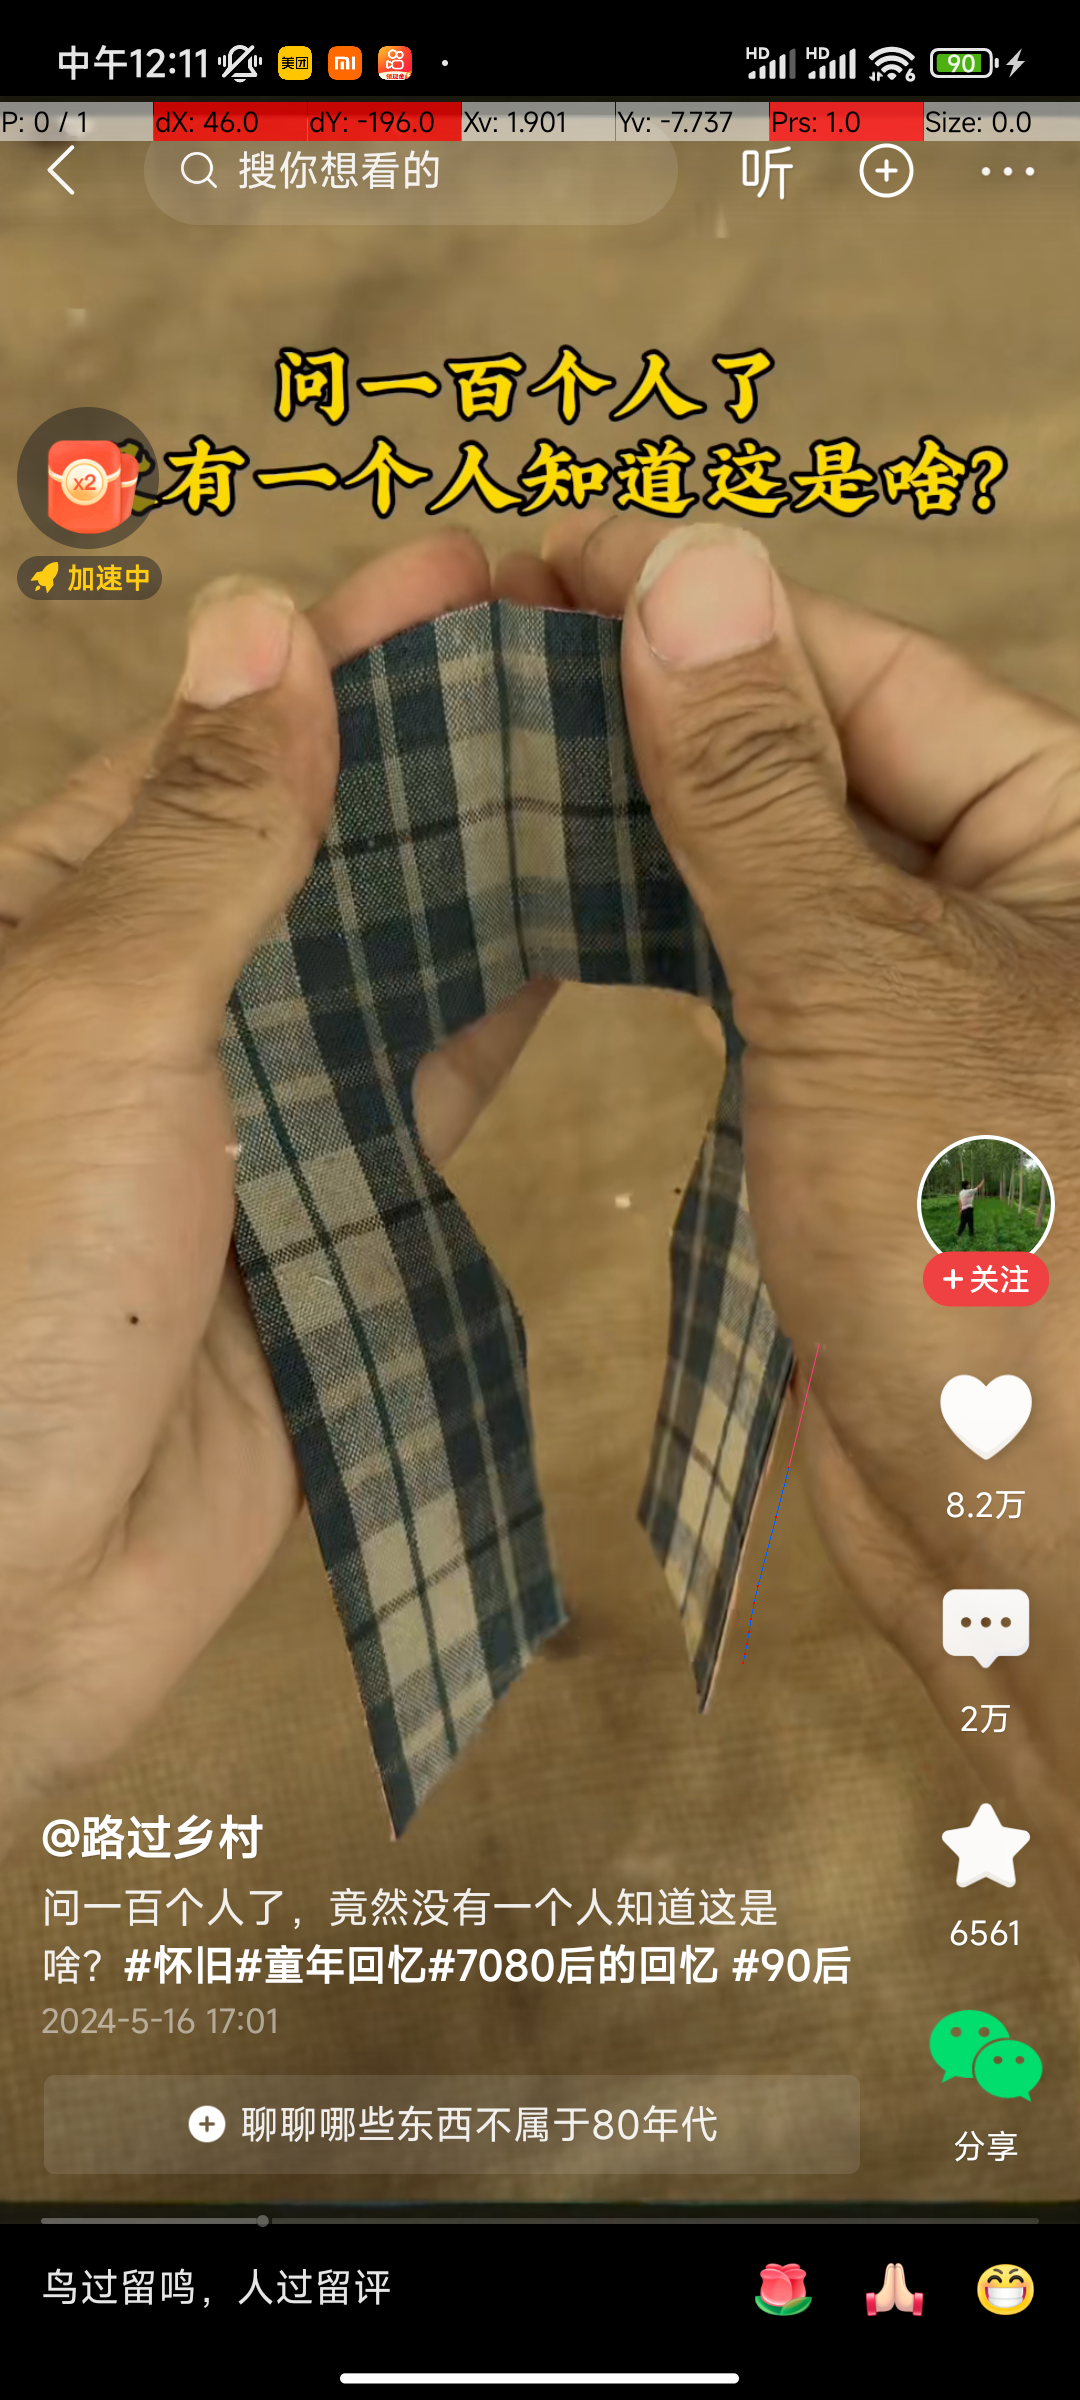 中午12:11
美团
HD
HD
6
90
P: 0 / 1
dX: 46.0
dY: -196.0
Xv: 1.901
Yv: -7.737
Prs: 1.0
Size: 0.0
搜你想看的
听
问一百个人了
有一个人知道这是啥?
x2
加速中
关注
8.2万
2万
@路过乡村
问一百个人了，竟然没有一个人知道这是
啥？#怀旧#童年回忆#7080后的回忆 #90后
6561
2024-5-16 17:01
聊聊哪些东西不属于80年代
分享
鸟过留鸣，人过留评